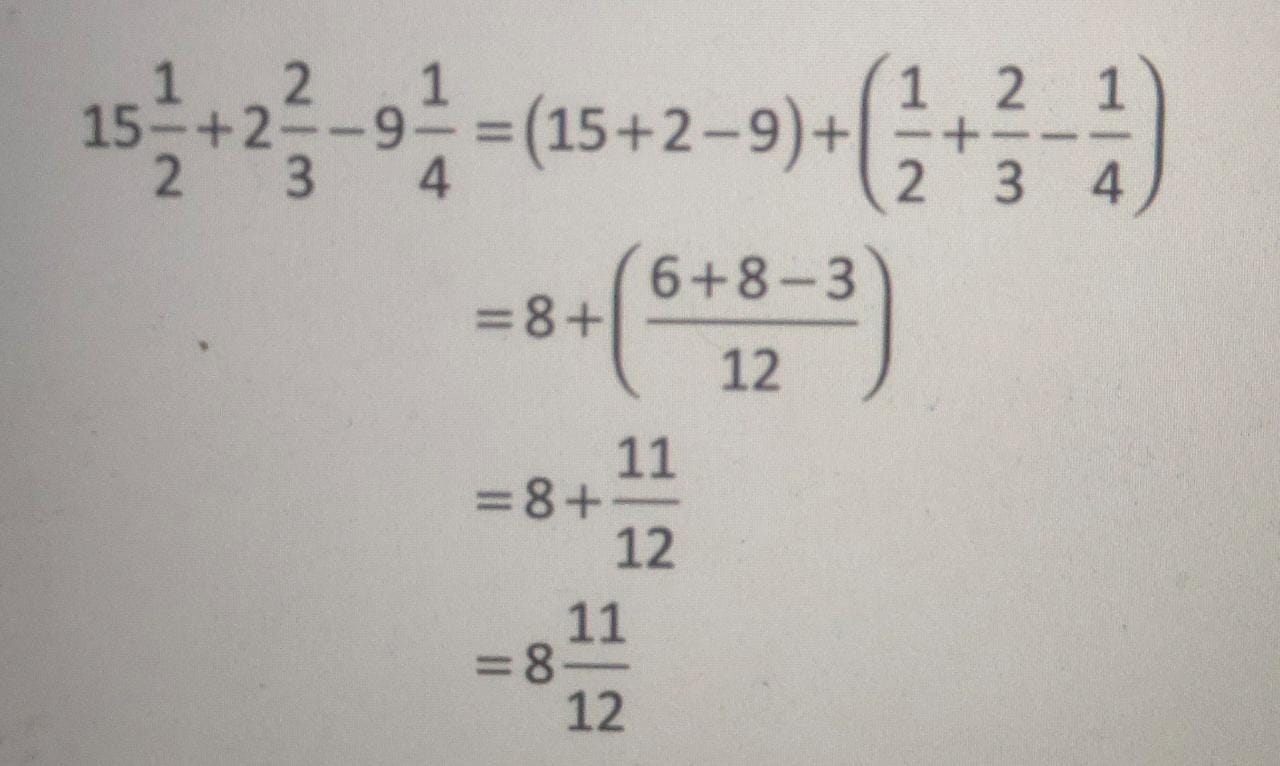 15 1/2 + 2 2/3 − 9 1/4 = (15 + 2 − 9) + (1/2 + 2/3 − 1/4)
= 8 + ((6 + 8 − 3)/12)
= 8 + 11/12
= 8 11/12